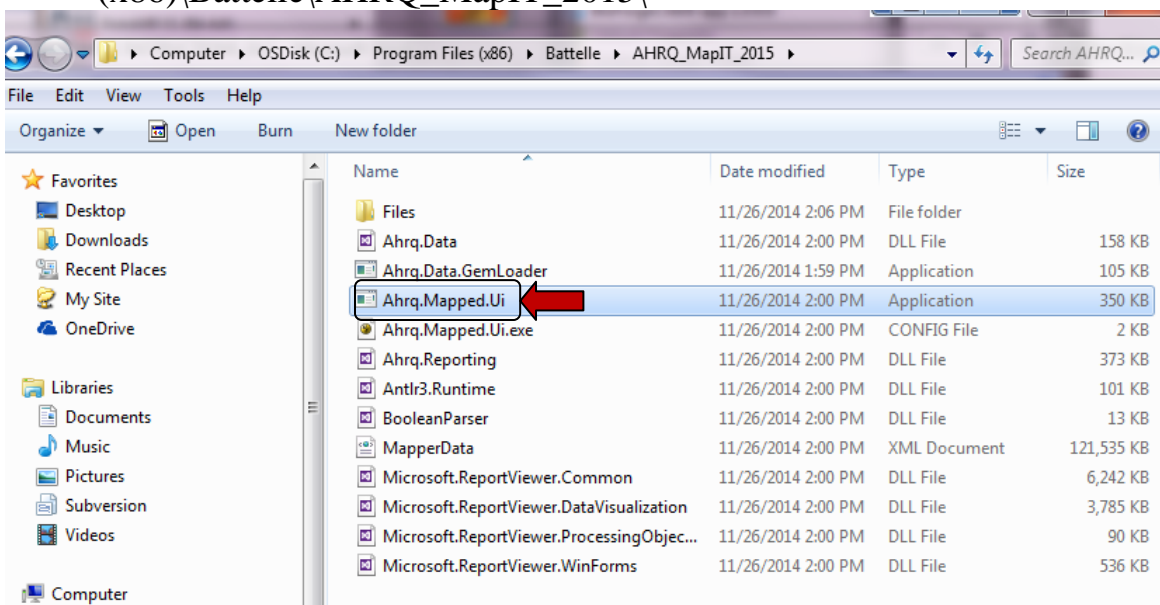 (x86)\Battelle\AHRQ_MapIT_2015\
Computer OSDisk (C:) Program Files (x86) Battelle AHRQ_MapIT_2015
Search AHRQ...
File Edit View Tools Help
Organize Open Burn New folder
Name Date modified Type Size
Favorites
Desktop
Downloads
Recent Places
My Site
OneDrive
Libraries
Documents
Music
Pictures
Subversion
Videos
Computer
Files 11/26/2014 2:06 PM File folder
Ahrq.Data 11/26/2014 2:00 PM DLL File 158 KB
Ahrq.Data.GemLoader 11/26/2014 1:59 PM Application 105 KB
Ahrq.Mapped.Ui 11/26/2014 2:00 PM Application 350 KB
Ahrq.Mapped.Ui.exe 11/26/2014 2:00 PM CONFIG File 2 KB
Ahrq.Reporting 11/26/2014 2:00 PM DLL File 373 KB
Antlr3.Runtime 11/26/2014 2:00 PM DLL File 101 KB
BooleanParser 11/26/2014 2:00 PM DLL File 13 KB
MapperData 11/26/2014 2:00 PM XML Document 121,535 KB
Microsoft.ReportViewer.Common 11/26/2014 2:00 PM DLL File 6,242 KB
Microsoft.ReportViewer.DataVisualization 11/26/2014 2:00 PM DLL File 3,785 KB
Microsoft.ReportViewer.ProcessingObjec... 11/26/2014 2:00 PM DLL File 90 KB
Microsoft.ReportViewer.WinForms 11/26/2014 2:00 PM DLL File 536 KB